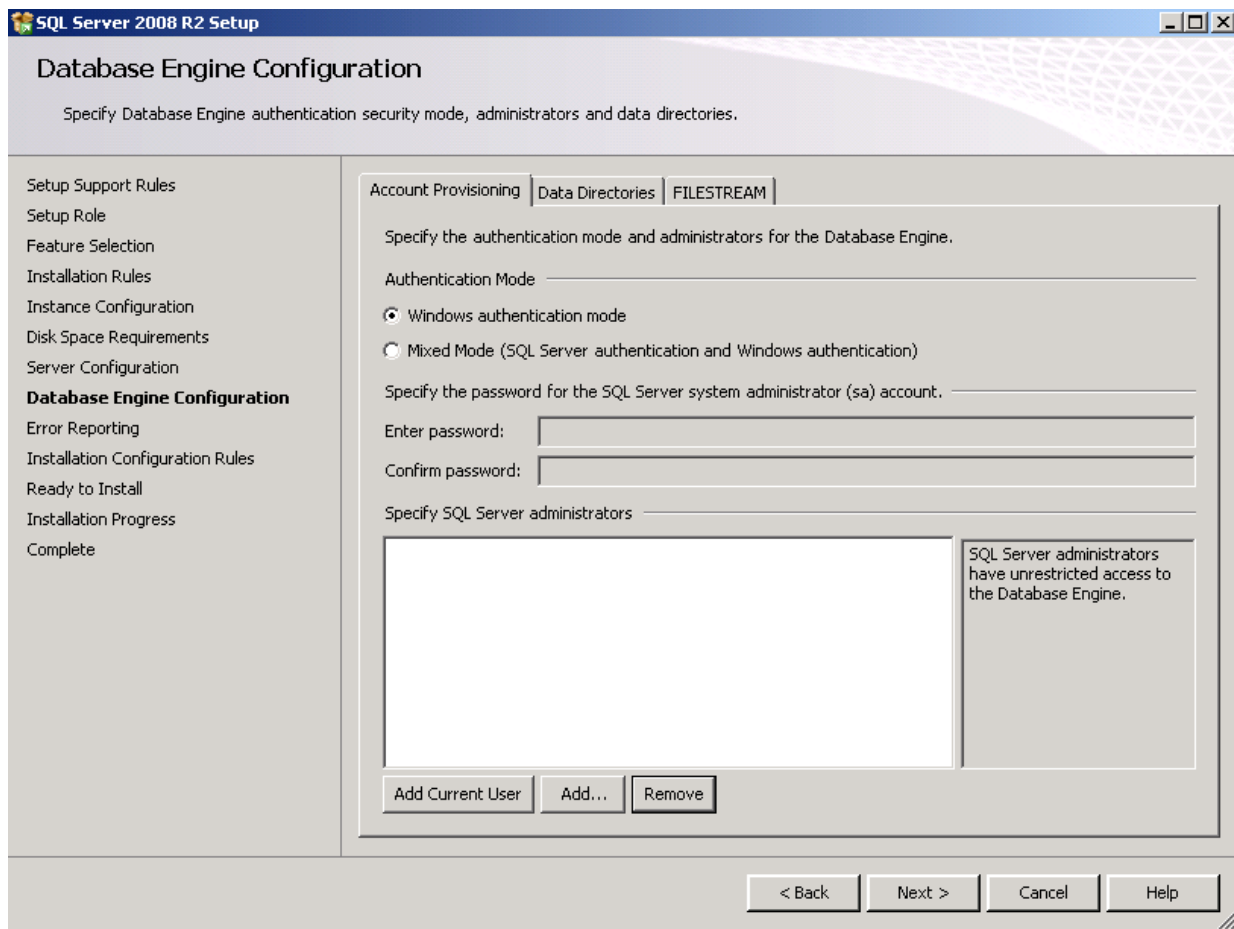 SQL Server 2008 R2 Setup
Database Engine Configuration
Specify Database Engine authentication security mode, administrators and data directories.
Setup Support Rules
Setup Role
Feature Selection
Installation Rules
Instance Configuration
Disk Space Requirements
Server Configuration
Database Engine Configuration
Error Reporting
Installation Configuration Rules
Ready to Install
Installation Progress
Complete
Account Provisioning Data Directories FILESTREAM
Specify the authentication mode and administrators for the Database Engine.
Authentication Mode
Windows authentication mode
Mixed Mode (SQL Server authentication and Windows authentication)
Specify the password for the SQL Server system administrator (sa) account.
Enter password:
Confirm password:
Specify SQL Server administrators
SQL Server administrators
have unrestricted access to
the Database Engine.
Add Current User Add... Remove
< Back Next > Cancel Help